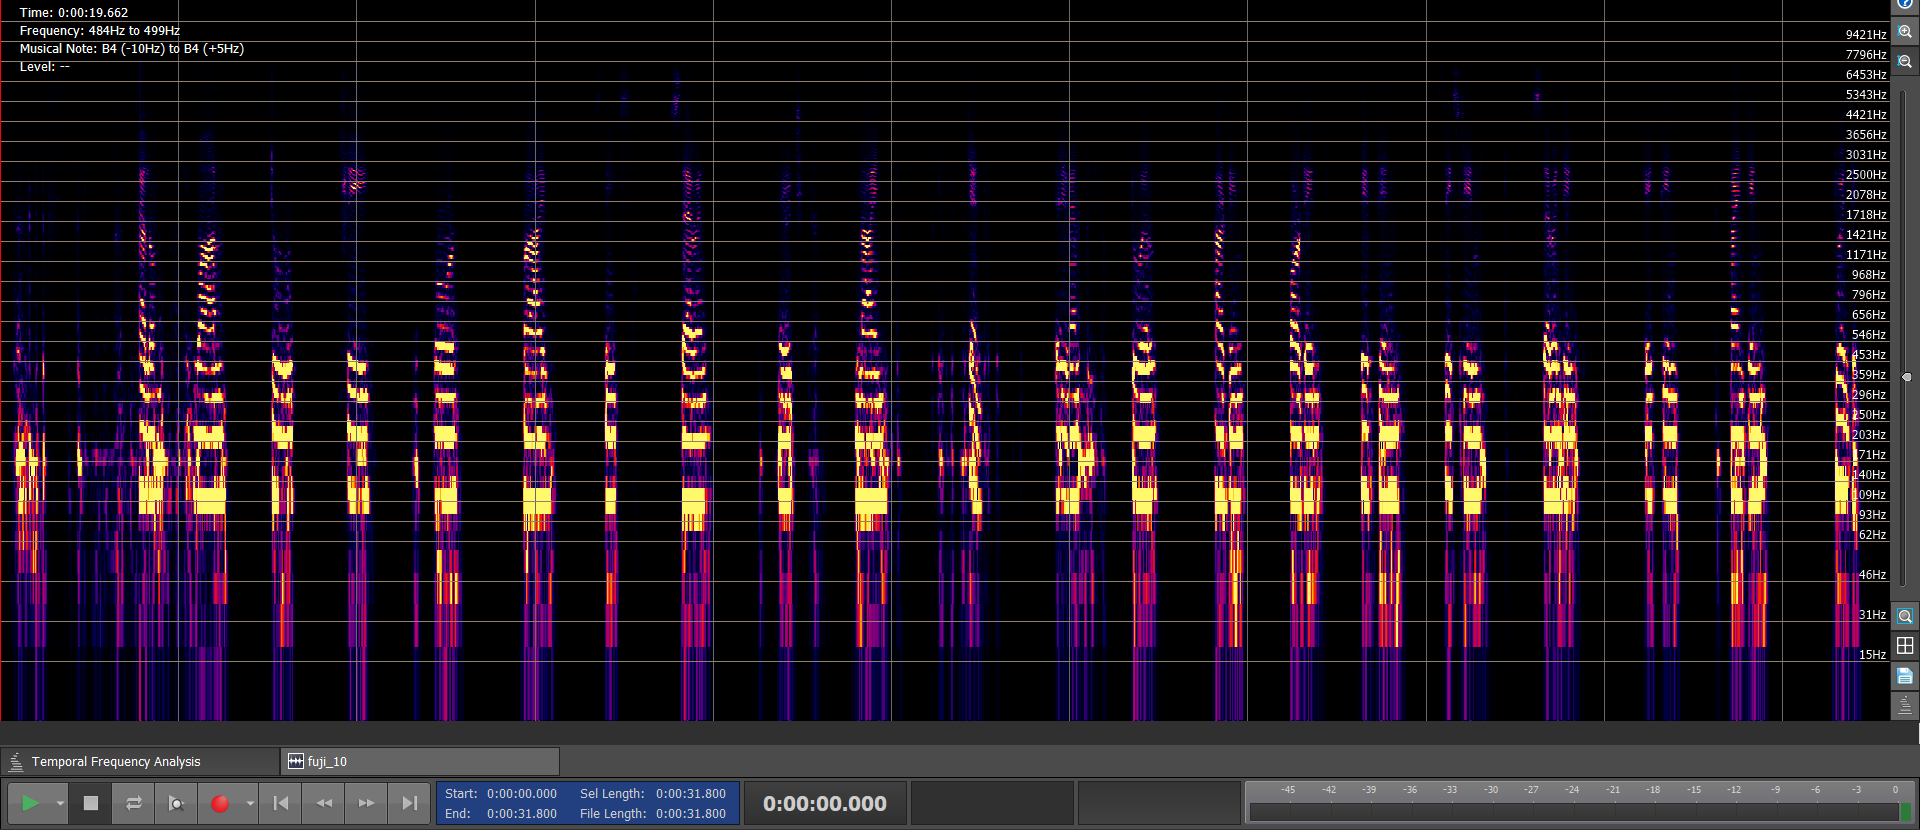 Time: 0:00:19.662
Frequency: 484Hz to 499Hz
Musical Note: B4 (-10Hz) to B4 (+5Hz)
Level: --
9421Hz
7796Hz
6453Hz
5343Hz
4421Hz
3656Hz
3031Hz
2500Hz
2078Hz
1718Hz
1421Hz
1171Hz
968Hz
796Hz
656Hz
546Hz
453Hz
359Hz
296Hz
250Hz
203Hz
171Hz
140Hz
109Hz
93Hz
62Hz
46Hz
31Hz
15Hz
Temporal Frequency Analysis
fuji_10
Start: 0:00:00.000 Sel Length: 0:00:31.800
End: 0:00:31.800 File Length: 0:00:31.800
0:00:00.000
-45 -42 -39 -36 -33 -30 -27 -24 -21 -18 -15 -12 -9 -6 -3 0